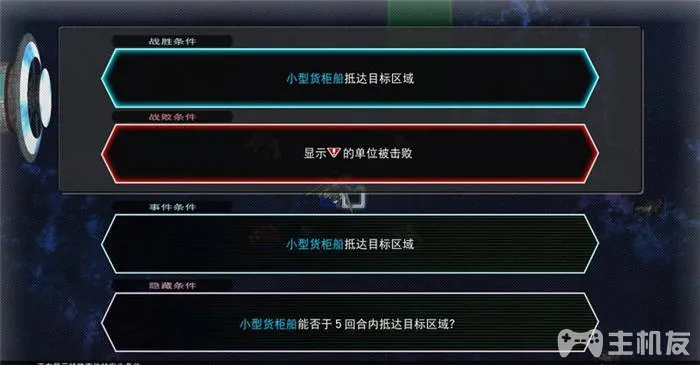 战胜条件
小型货柜船抵达目标区域
战败条件
显示的单位被击败
事件条件
小型货柜船抵达目标区域
隐藏条件
小型货柜船能否于5回合内抵达目标区域?
主机友